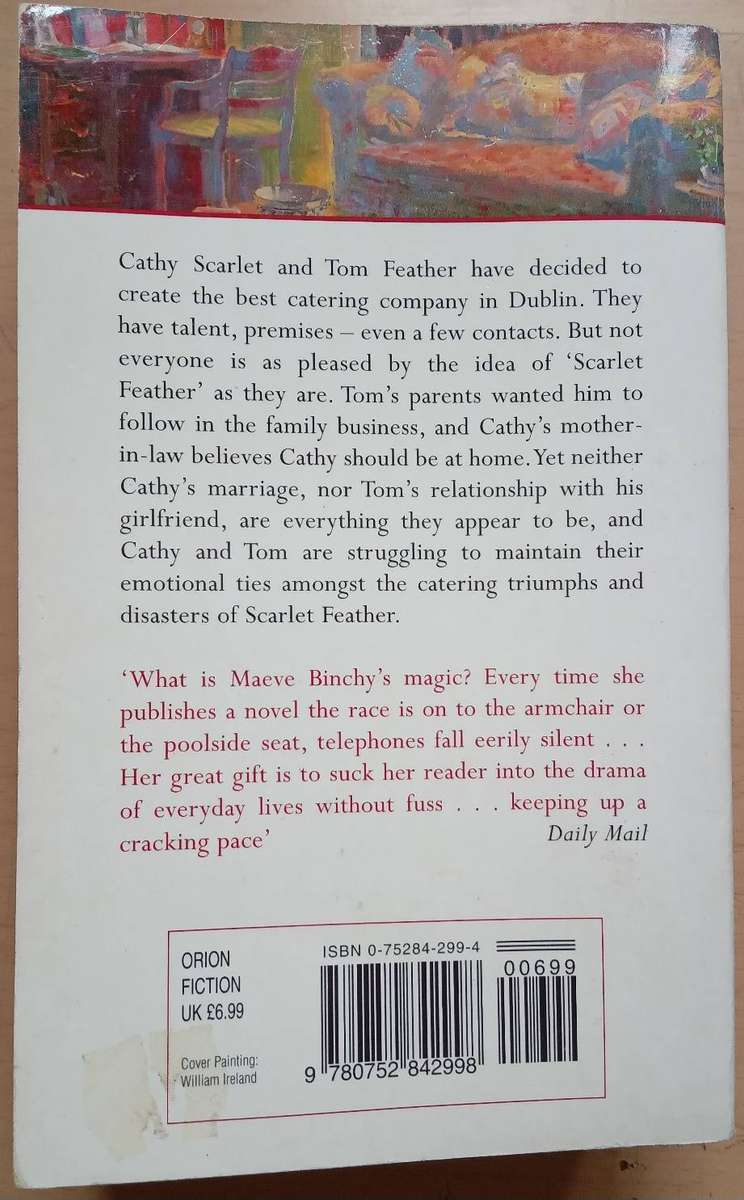 Cathy Scarlet and Tom Feather have decided to
create the best catering company in Dublin. They
have talent, premises – even a few contacts. But not
everyone is as pleased by the idea of ‘Scarlet
Feather’ as they are. Tom’s parents wanted him to
follow in the family business, and Cathy’s mother-
in-law believes Cathy should be at home. Yet neither
Cathy’s marriage, nor Tom’s relationship with his
girlfriend, are everything they appear to be, and
Cathy and Tom are struggling to maintain their
emotional ties amongst the catering triumphs and
disasters of Scarlet Feather.
‘What is Maeve Binchy’s magic? Every time she
publishes a novel the race is on to the armchair or
the poolside seat, telephones fall eerily silent . . .
Her great gift is to suck her reader into the drama
of everyday lives without fuss . . . keeping up a
cracking pace’ Daily Mail
ORION
FICTION
UK £6.99
Cover Painting:
William Ireland
ISBN 0-75284-299-4
00699
9 780752 842998